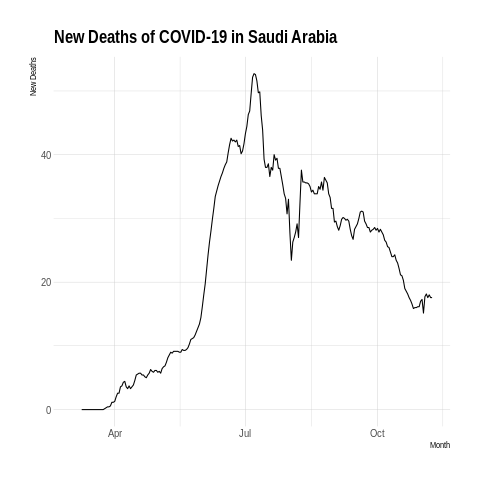 New Deaths of COVID-19 in Saudi Arabia
New Deaths
40
20
0
Apr Jul Oct
Month